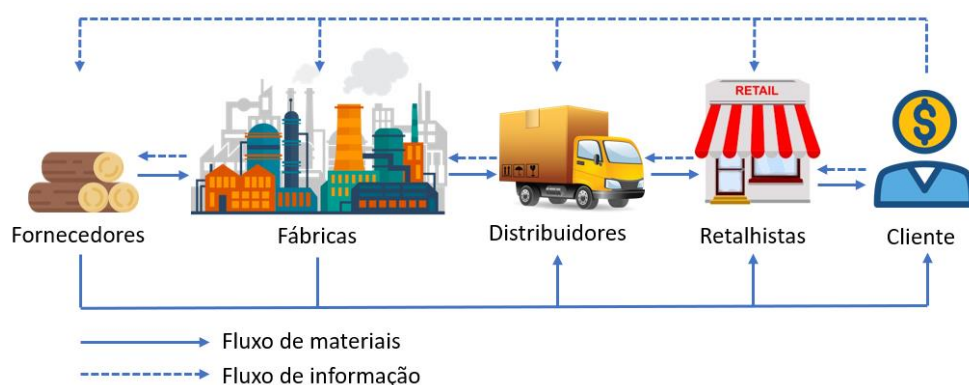 RETAIL
Fornecedores
Fábricas
Distribuidores
Retalhistas
Cliente
Fluxo de materiais
Fluxo de informação